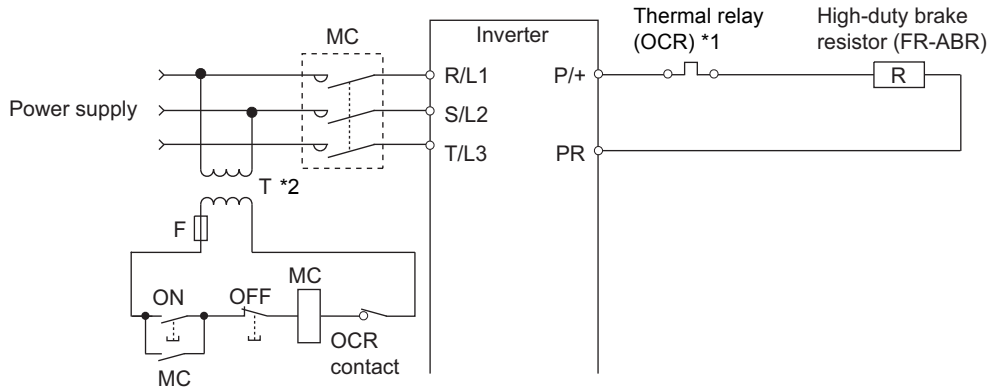 Thermal relay
(OCR) *1
High-duty brake
resistor (FR-ABR)
MC
Inverter
R/L1
P/+
R
Power supply
S/L2
T/L3
PR
T *2
F
MC
ON
OFF
OCR
contact
MC